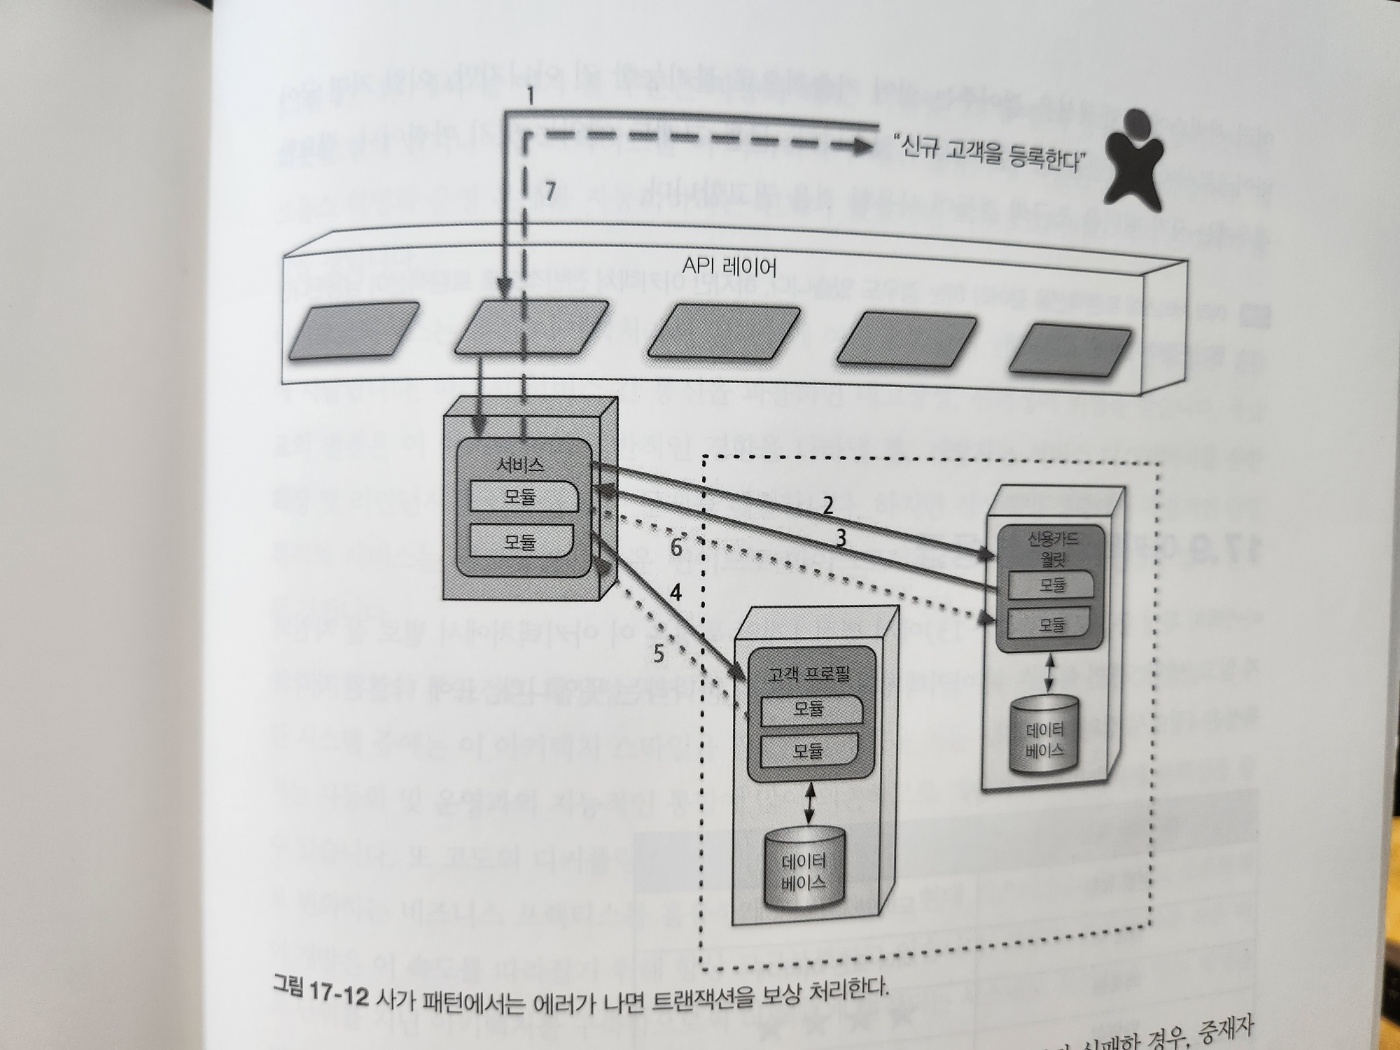 1
"신규 고객을 등록한다"
7
API 레이어
서비스
모듈
모듈
2
3
6
4
5
신용카드
월릿
모듈
모듈
고객 프로필
모듈
모듈
데이터
베이스
데이터
베이스
그림 17-12 사가 패턴에서는 에러가 나면 트랜잭션을 보상 처리한다.
실패한 경우, 중재자